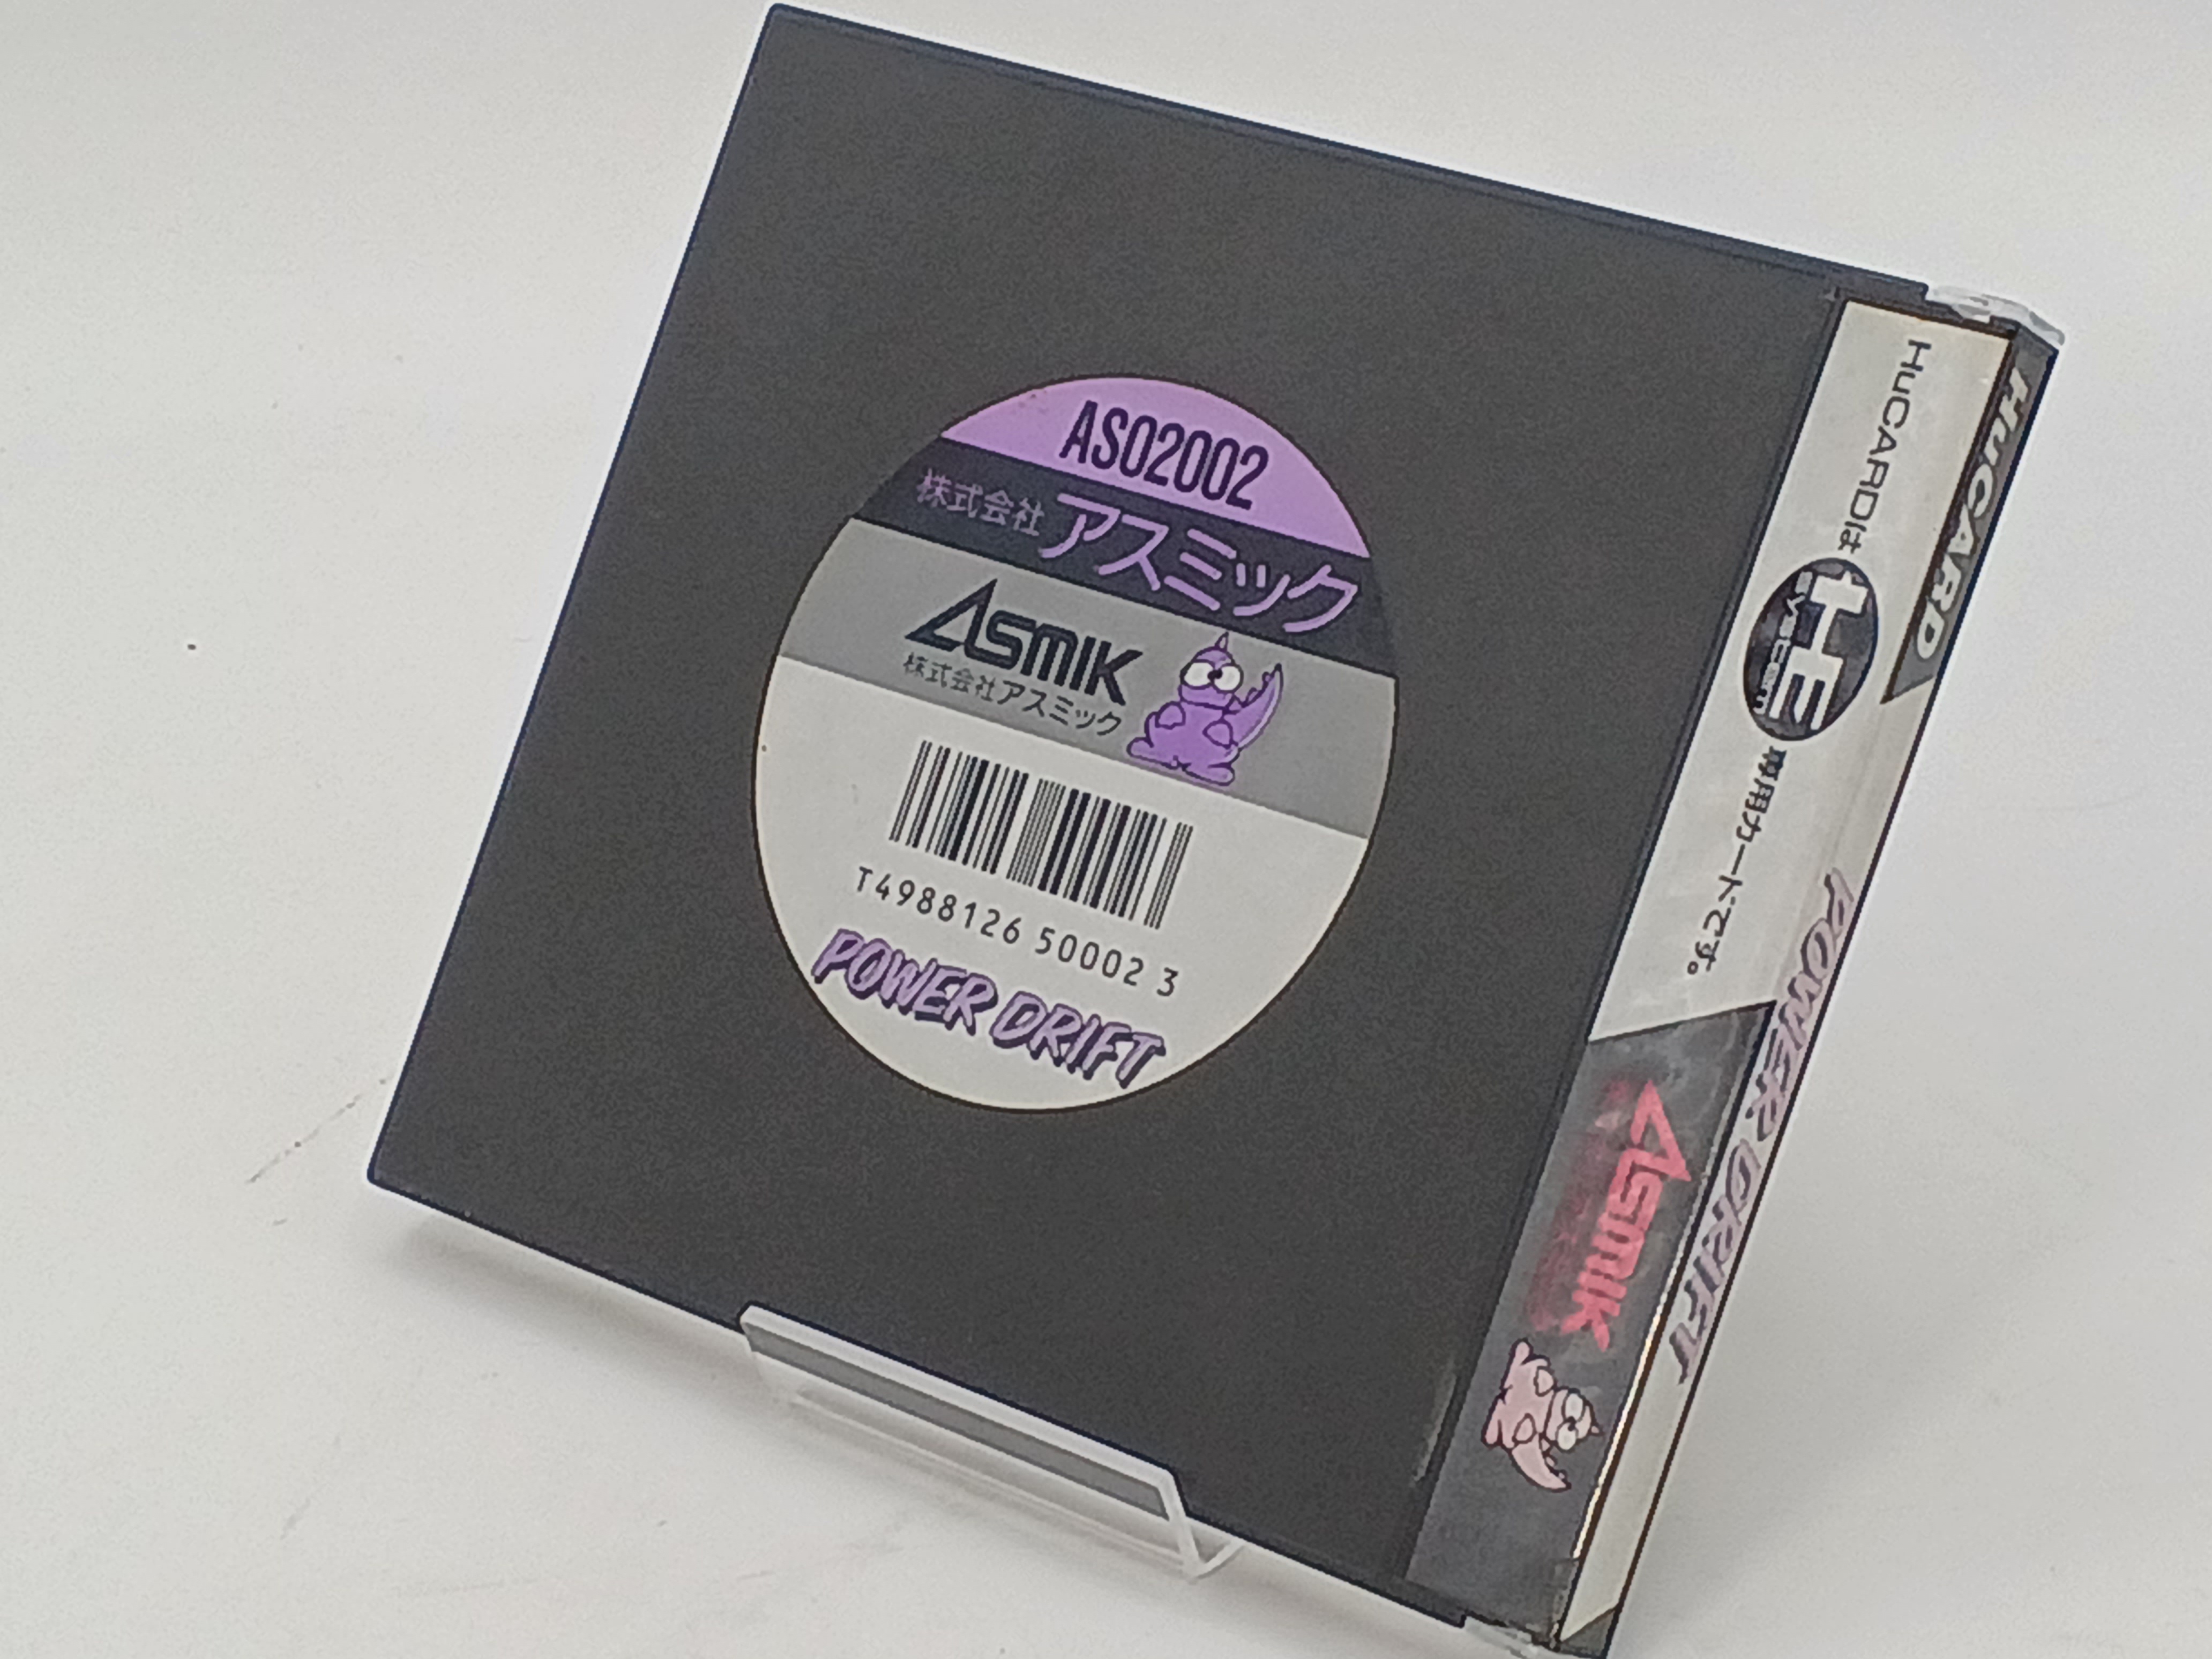 AS02002
株式会社アスミック
ASMIK
株式会社アスミック
T4988126 50002 3
POWER DRIFT
HuCARDは
HE
System
専用カードです。
ASMIK
HuCARD
POWER DRIFT